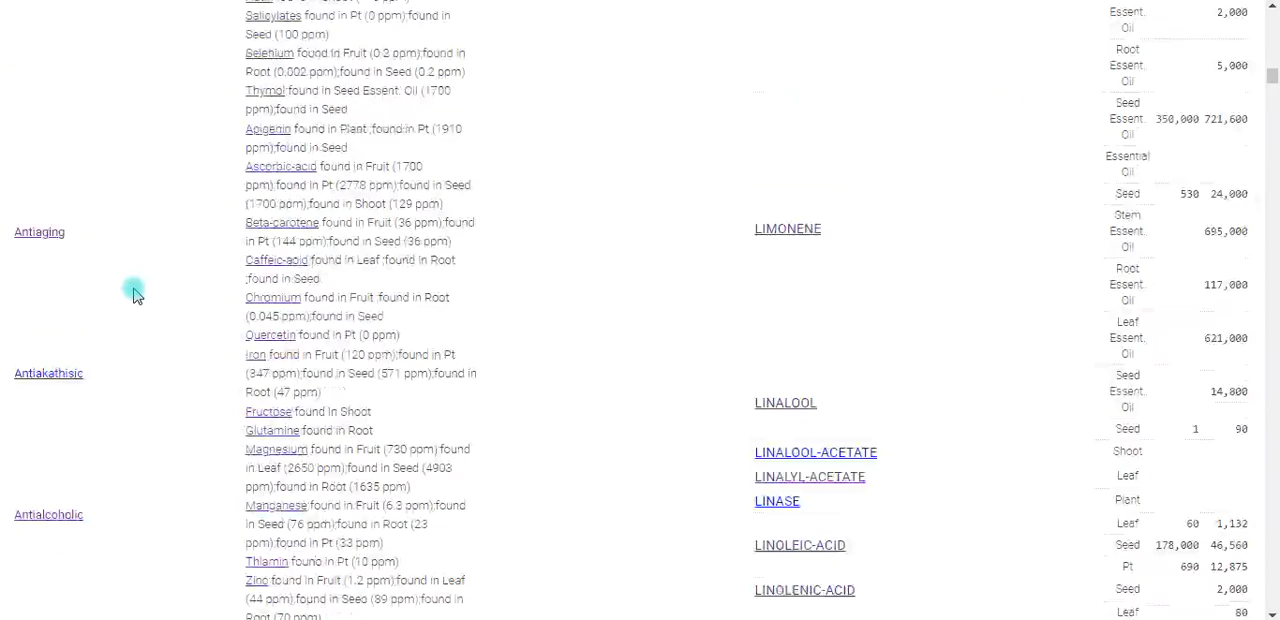 Salicylates found in Pt (0 ppm);found in
Seed (100 ppm)
Selenium found in Fruit (0.2 ppm);found in
Root (0.002 ppm);found in Seed (0.2 ppm)
Thymol found in Seed Essent. Oil (1700
ppm);found in Seed
Antiaging
Apigenin found in Plant ;found in Pt (1910
ppm);found in Seed
Ascorbic-acid found in Fruit (1700
ppm);found in Pt (2778 ppm);found in Seed
(1700 ppm);found in Shoot (129 ppm)
Beta-carotene found in Fruit (36 ppm);found
in Pt (144 ppm);found in Seed (36 ppm)
Caffeic-acid found in Leaf ;found in Root
;found in Seed
Chromium found in Fruit ;found in Root
(0.045 ppm);found in Seed
Quercetin found in Pt (0 ppm)
Antiakathisic
Iron found in Fruit (120 ppm);found in Pt
(347 ppm);found in Seed (571 ppm);found in
Root (47 ppm)
Antialcoholic
Fructose found in Shoot
Glutamine found in Root
Magnesium found in Fruit (730 ppm);found
in Leaf (2650 ppm);found in Seed (4903
ppm);found in Root (1635 ppm)
Manganese found in Fruit (6.3 ppm);found
in Seed (76 ppm);found in Root (23
ppm);found in Pt (33 ppm)
Thiamin found in Pt (10 ppm)
Zinc found in Fruit (1.2 ppm);found in Leaf
(44 ppm);found in Seed (89 ppm);found in
Root (70 ppm)
Essent.
Oil
2,000
Root
Essent.
Oil
5,000
LIMONENE
Seed
Essent.
Oil
350,000 721,600
Essential
Oil
Seed 530 24,000
Stem
Essent.
Oil
695,000
Root
Essent.
Oil
117,000
LINALOOL
Leaf
Essent.
Oil
621,000
Seed
Essent.
Oil
14,800
Seed 1 90
LINALOOL-ACETATE Shoot
LINALYL-ACETATE Leaf
LINASE Plant
LINOLEIC-ACID
Leaf 60 1,132
Seed 178,000 46,560
Pt 690 12,875
LINOLENIC-ACID Seed 2,000
Leaf 80